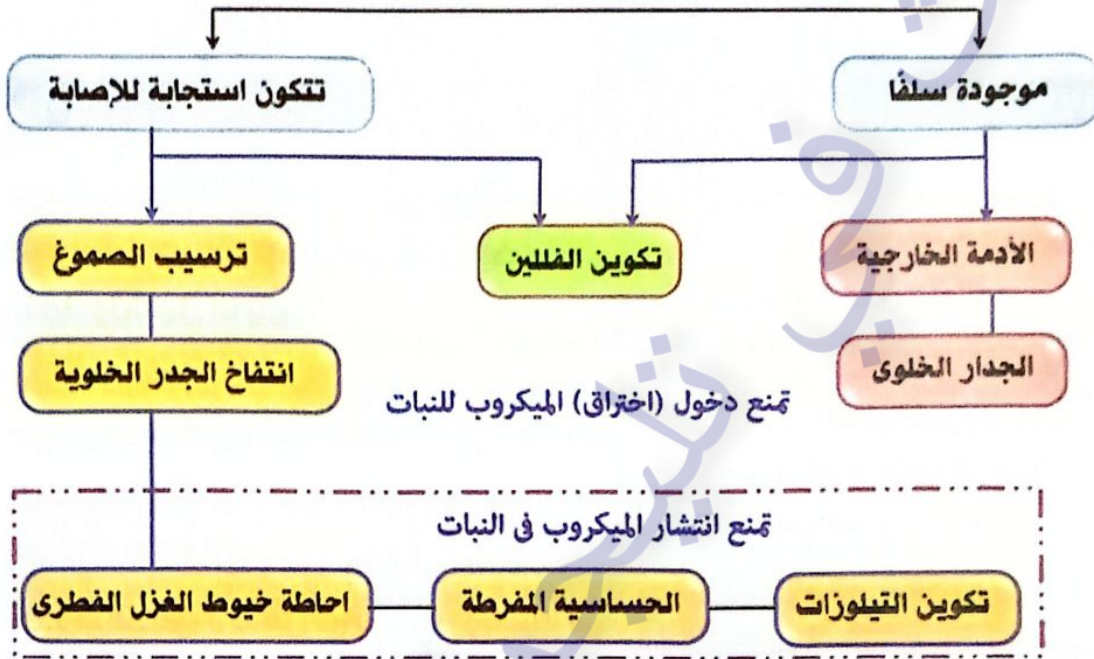 موجودة سلفًا
تتكون استجابة للإصابة
الأدمة الخارجية
تكوين الفللين
ترسيب الصموغ
الجدار الخلوى
انتفاخ الجدر الخلوية
تمنع دخول (اختراق) الميكروب للنبات
تمنع انتشار الميكروب فى النبات
تكوين التيلوزات
الحساسية المفرطة
احاطة خيوط الغزل الفطرى